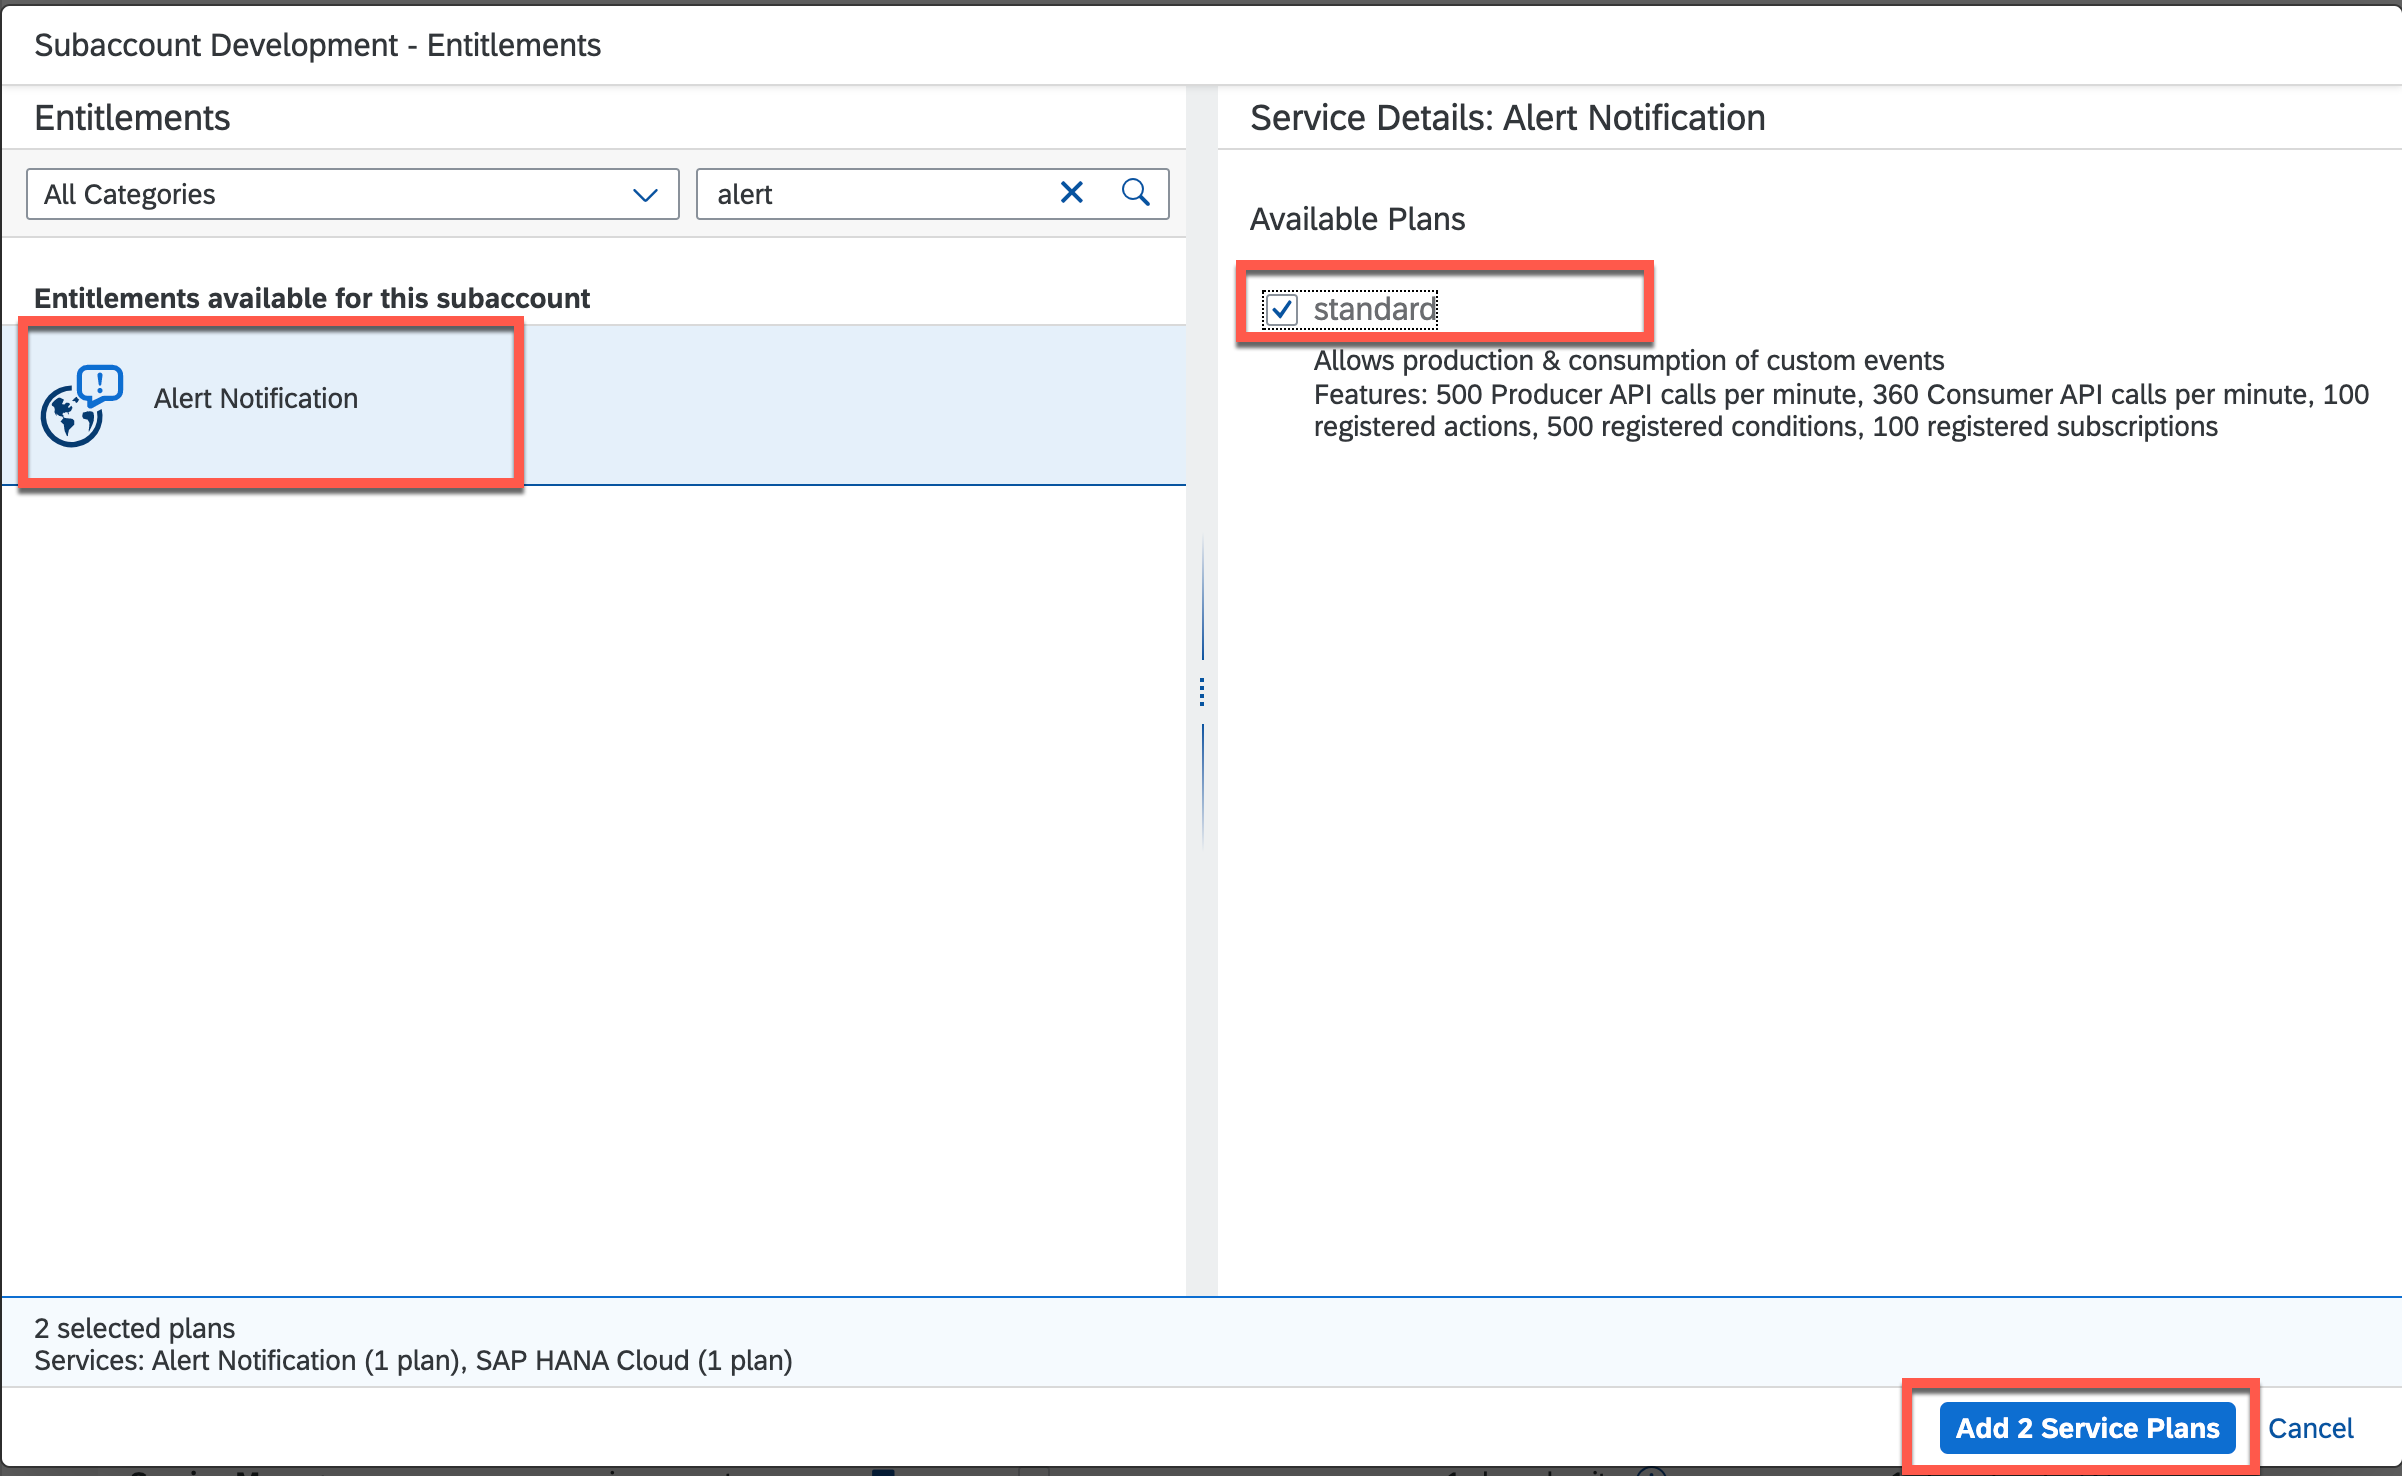 Subaccount Development - Entitlements
Entitlements
All Categories
alert
Entitlements available for this subaccount
Alert Notification
Service Details: Alert Notification
Available Plans
standard
Allows production & consumption of custom events
Features: 500 Producer API calls per minute, 360 Consumer API calls per minute, 100
registered actions, 500 registered conditions, 100 registered subscriptions
2 selected plans
Services: Alert Notification (1 plan), SAP HANA Cloud (1 plan)
Add 2 Service Plans
Cancel